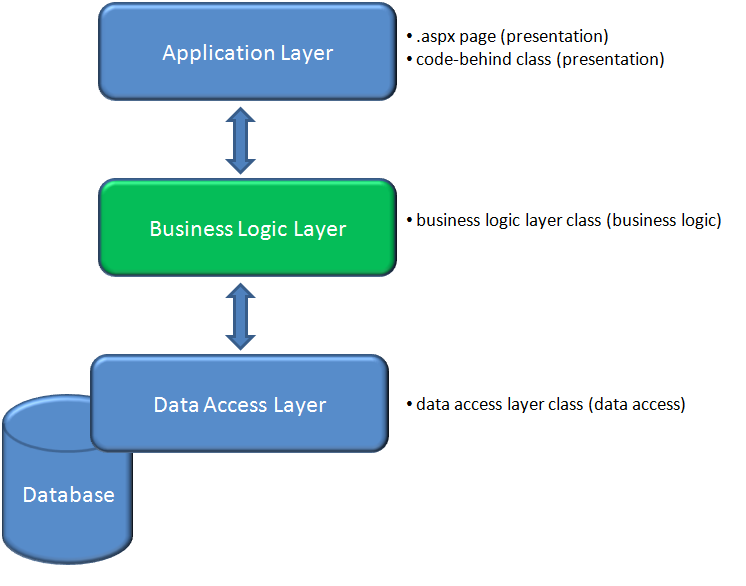 Application Layer
• .aspx page (presentation)
• code-behind class (presentation)
Business Logic Layer
• business logic layer class (business logic)
Data Access Layer
• data access layer class (data access)
Database